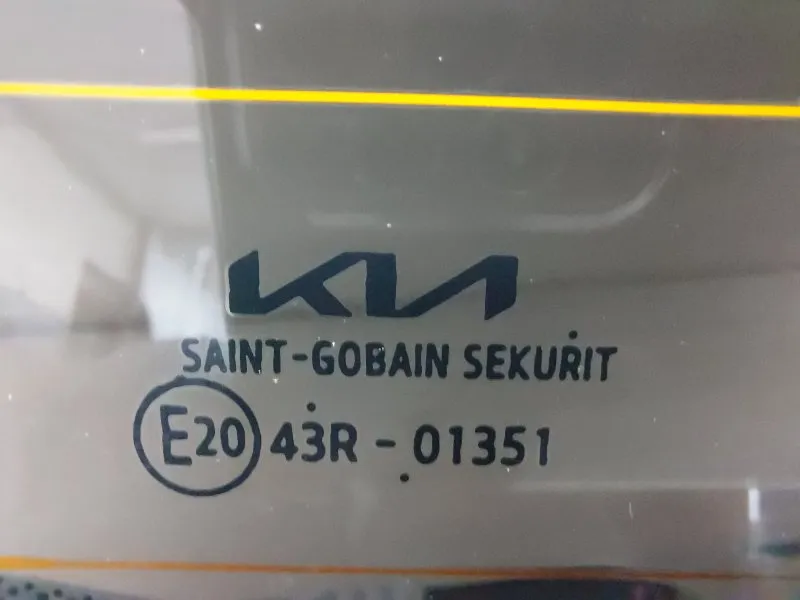 KIA
SAINT-GOBAIN SEKURIT
E20 43R - 01351